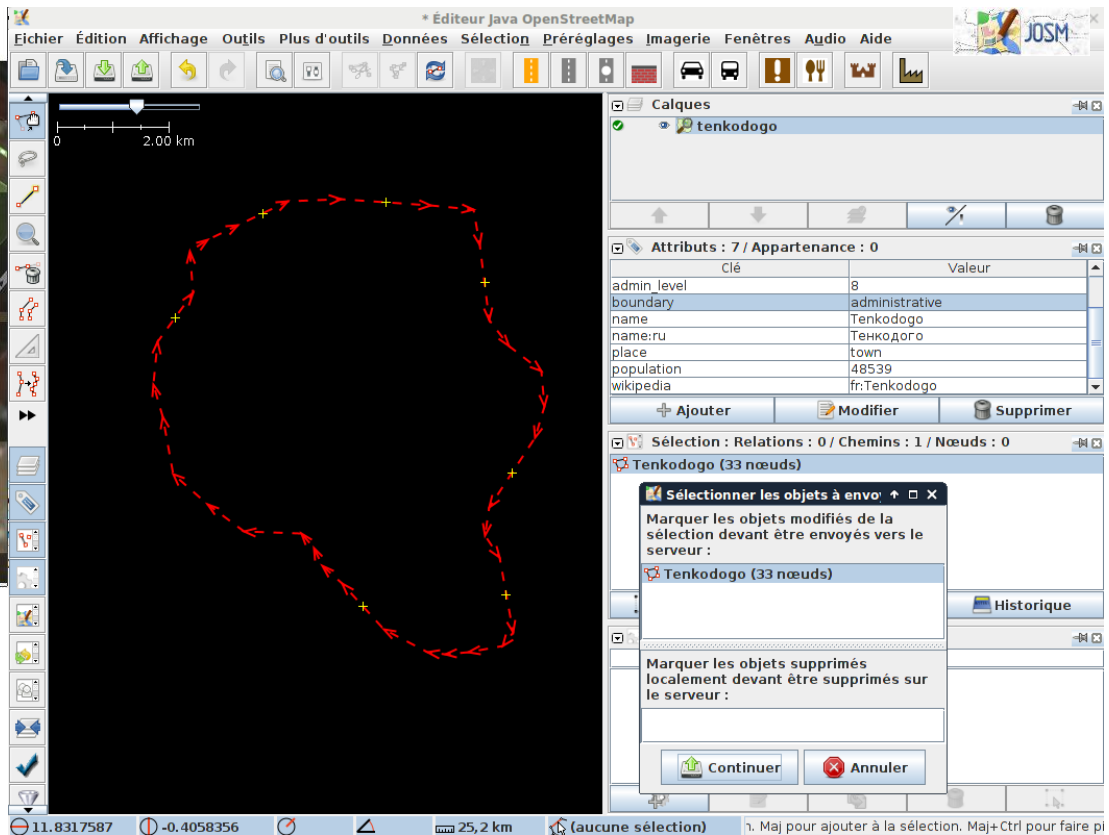 * Éditeur Java OpenStreetMap
JOSM
Fichier Édition Affichage Outils Plus d'outils Données Sélection Préréglages Imagerie Fenêtres Audio Aide
0 2.00 km
Calques
tenkodogo
Attributs : 7 / Appartenance : 0
Clé Valeur
admin_level 8
boundary administrative
name Tenkodogo
name:ru Тенкодого
place town
population 48539
wikipedia fr:Tenkodogo
Ajouter Modifier Supprimer
Sélection : Relations : 0 / Chemins : 1 / Nœuds : 0
Tenkodogo (33 nœuds)
Sélectionner les objets à envoy
Marquer les objets modifiés de la
sélection devant être envoyés vers le
serveur :
Tenkodogo (33 nœuds)
Historique
Marquer les objets supprimés
localement devant être supprimés sur
le serveur :
Continuer Annuler
11.8317587 -0.4058356 25,2 km (aucune sélection) Maj pour ajouter à la sélection. Maj+Ctrl pour faire pi